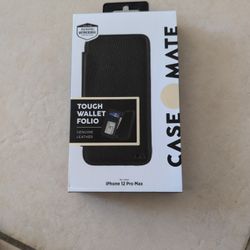 CASE MATE
TOUGH
WALLET
FOLIO
GENUINE
LEATHER
iPhone 12 Pro Max